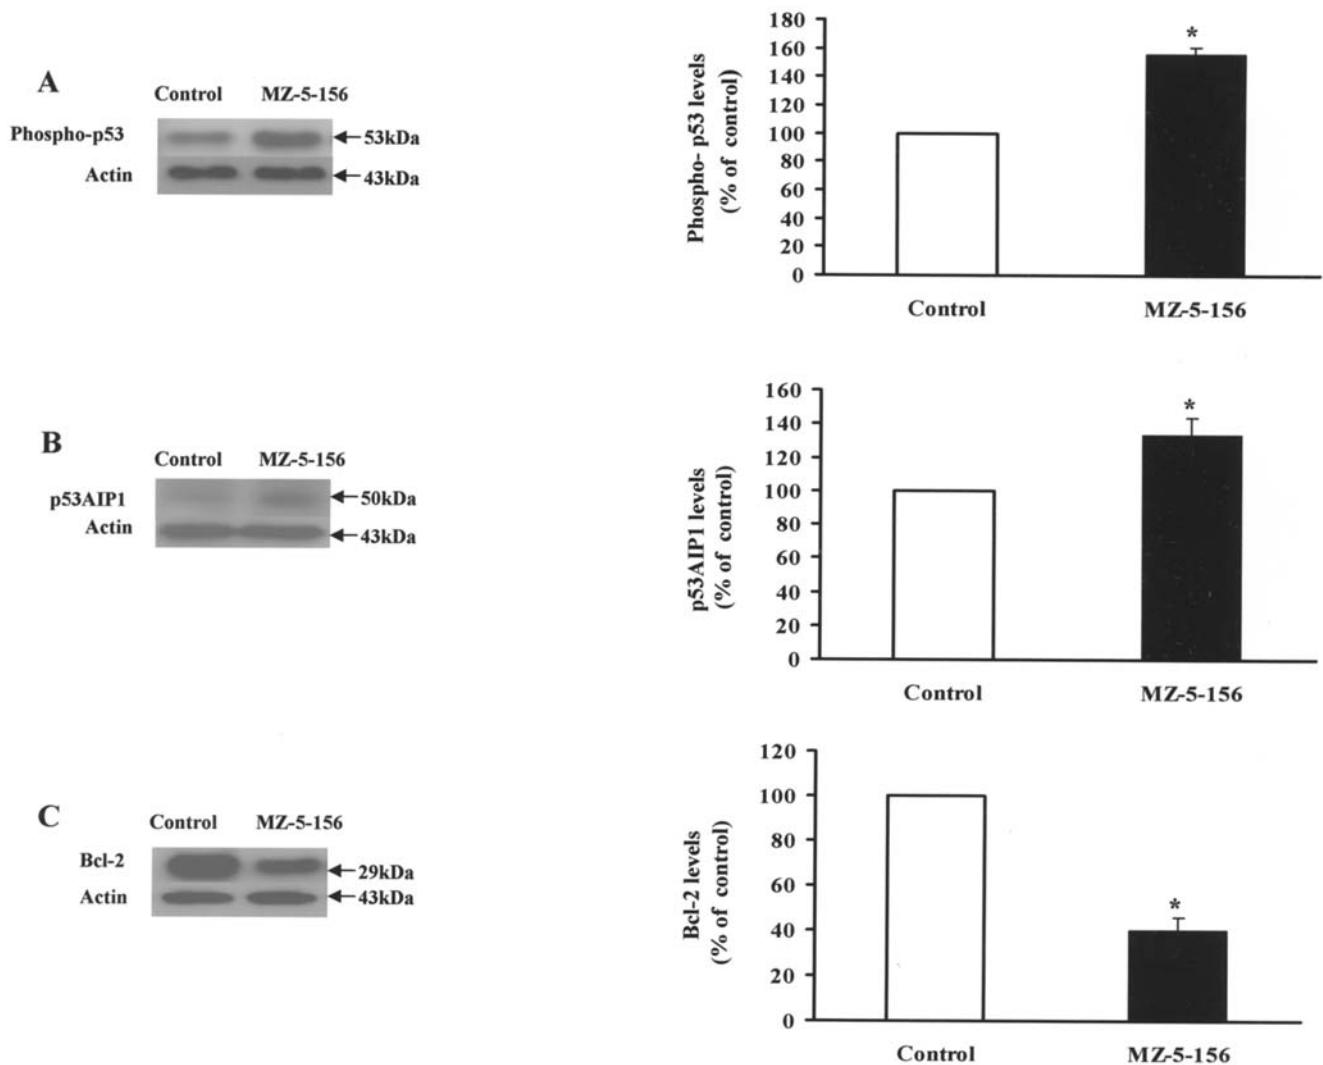 A
Control MZ-5-156
Phospho-p53 53kDa
Actin 43kDa
Phospho- p53 levels
(% of control)
180
160
140
120
100
80
60
40
20
0
*
Control MZ-5-156
B
Control MZ-5-156
p53AIP1 50kDa
Actin 43kDa
p53AIP1 levels
(% of control)
160
140
120
100
80
60
40
20
0
*
Control MZ-5-156
C
Control MZ-5-156
Bcl-2 29kDa
Actin 43kDa
Bcl-2 levels
(% of control)
120
100
80
60
40
20
0
*
Control MZ-5-156